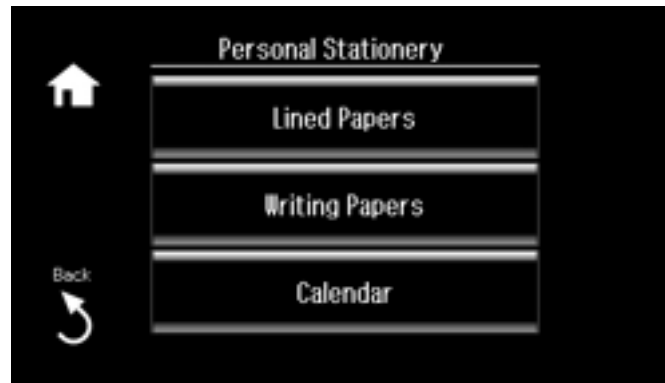 Personal Stationery
Lined Papers
Writing Papers
Calendar
Back